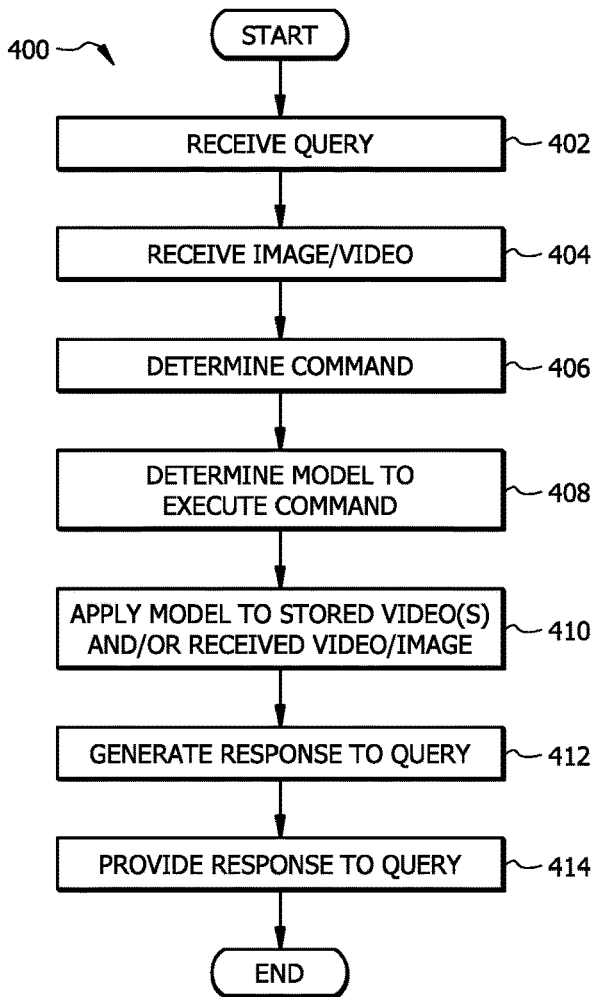 400
START
RECEIVE QUERY
402
RECEIVE IMAGE/VIDEO
404
DETERMINE COMMAND
406
DETERMINE MODEL TO
EXECUTE COMMAND
408
APPLY MODEL TO STORED VIDEO(S)
AND/OR RECEIVED VIDEO/IMAGE
410
GENERATE RESPONSE TO QUERY
412
PROVIDE RESPONSE TO QUERY
414
END